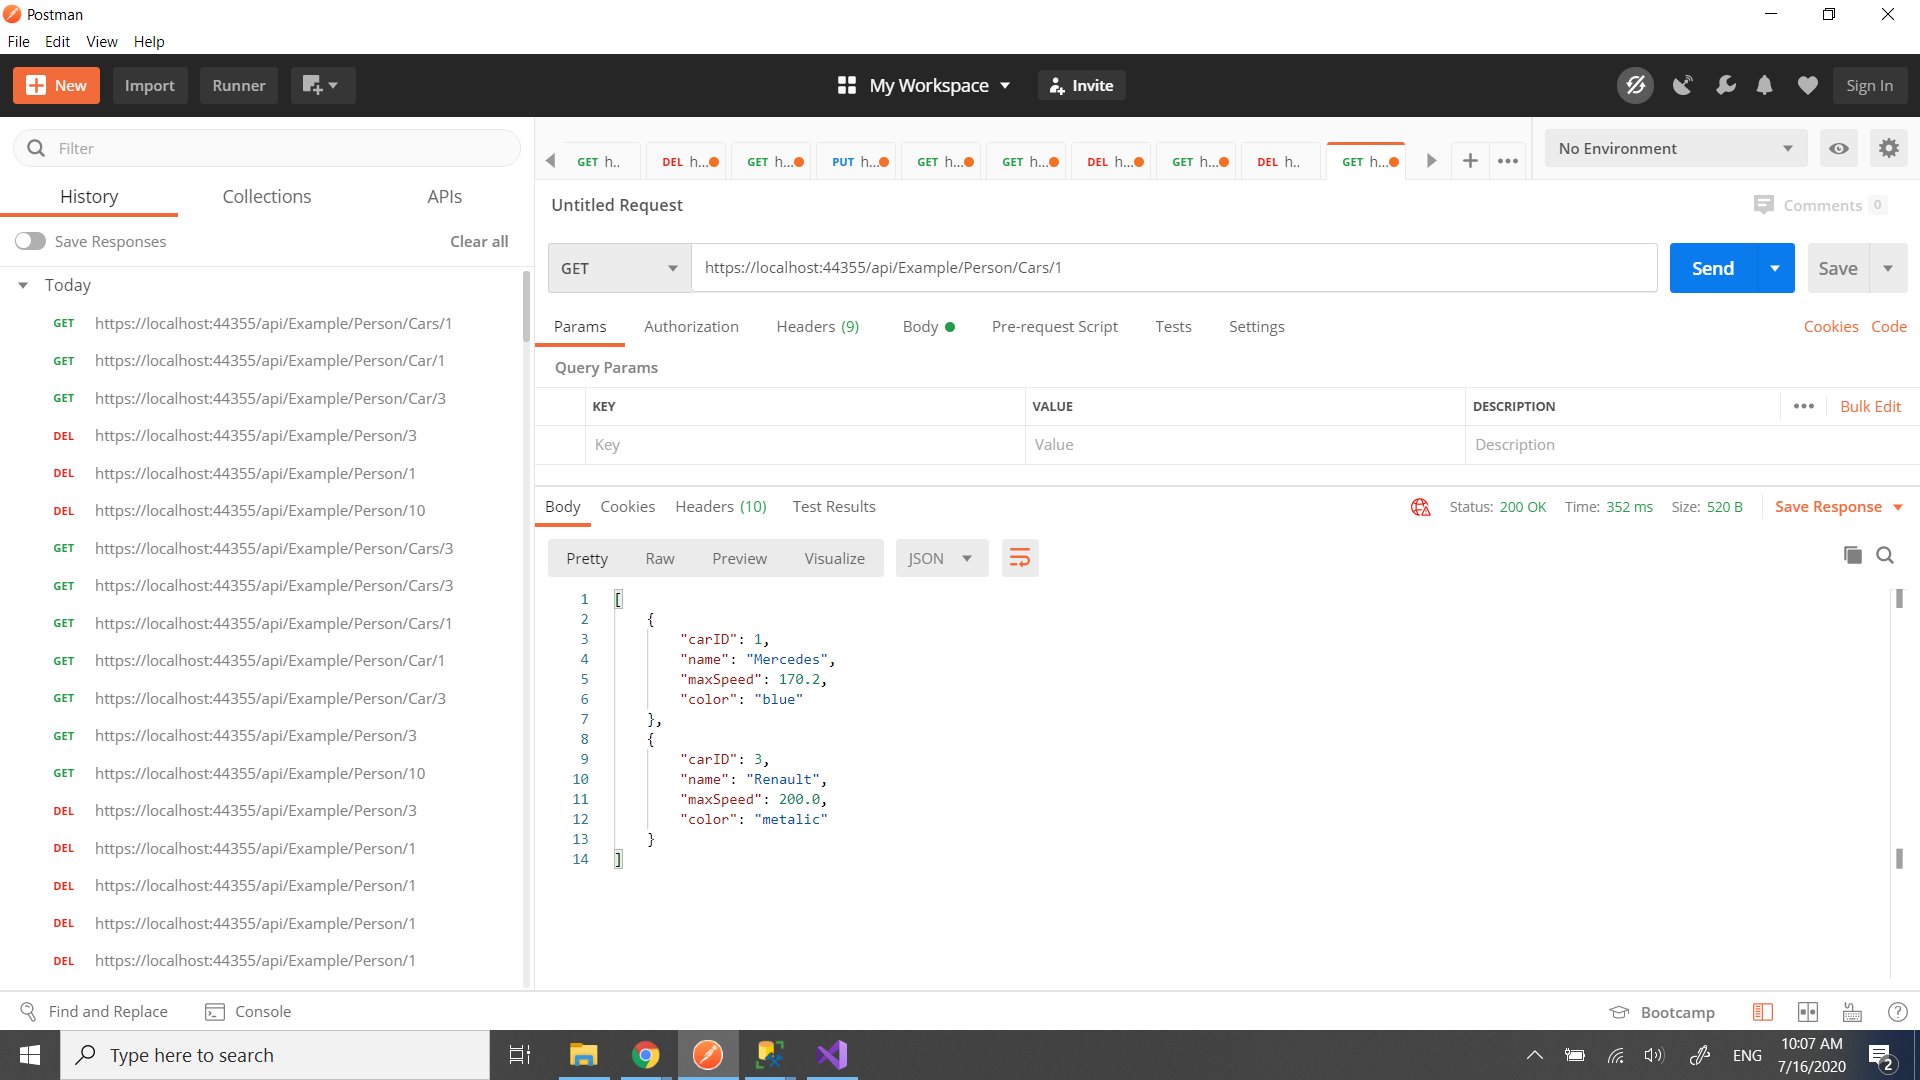 Postman
File Edit View Help
New Import Runner My Workspace Invite Sign In
Filter
History Collections APIs
Save Responses Clear all
Today
GET https://localhost:44355/api/Example/Person/Cars/1
GET https://localhost:44355/api/Example/Person/Car/1
GET https://localhost:44355/api/Example/Person/Car/3
DEL https://localhost:44355/api/Example/Person/3
DEL https://localhost:44355/api/Example/Person/1
DEL https://localhost:44355/api/Example/Person/10
GET https://localhost:44355/api/Example/Person/Cars/3
GET https://localhost:44355/api/Example/Person/Cars/3
GET https://localhost:44355/api/Example/Person/Cars/1
GET https://localhost:44355/api/Example/Person/Car/1
GET https://localhost:44355/api/Example/Person/Car/3
GET https://localhost:44355/api/Example/Person/3
GET https://localhost:44355/api/Example/Person/10
DEL https://localhost:44355/api/Example/Person/3
DEL https://localhost:44355/api/Example/Person/1
DEL https://localhost:44355/api/Example/Person/1
DEL https://localhost:44355/api/Example/Person/1
DEL https://localhost:44355/api/Example/Person/1
GET h.. DEL h... GET h... PUT h... GET h... GET h... DEL h... GET h... DEL h.. GET h... No Environment
Untitled Request Comments 0
GET https://localhost:44355/api/Example/Person/Cars/1 Send Save
Params Authorization Headers (9) Body Pre-request Script Tests Settings Cookies Code
Query Params
KEY VALUE DESCRIPTION Bulk Edit
Key Value Description
Body Cookies Headers (10) Test Results Status: 200 OK Time: 352 ms Size: 520 B Save Response
Pretty Raw Preview Visualize JSON
1 [
2 {
3 "carID": 1,
4 "name": "Mercedes",
5 "maxSpeed": 170.2,
6 "color": "blue"
7 },
8 {
9 "carID": 3,
10 "name": "Renault",
11 "maxSpeed": 200.0,
12 "color": "metalic"
13 }
14 ]
Find and Replace Console Bootcamp
Type here to search ENG 10:07 AM
7/16/2020 2